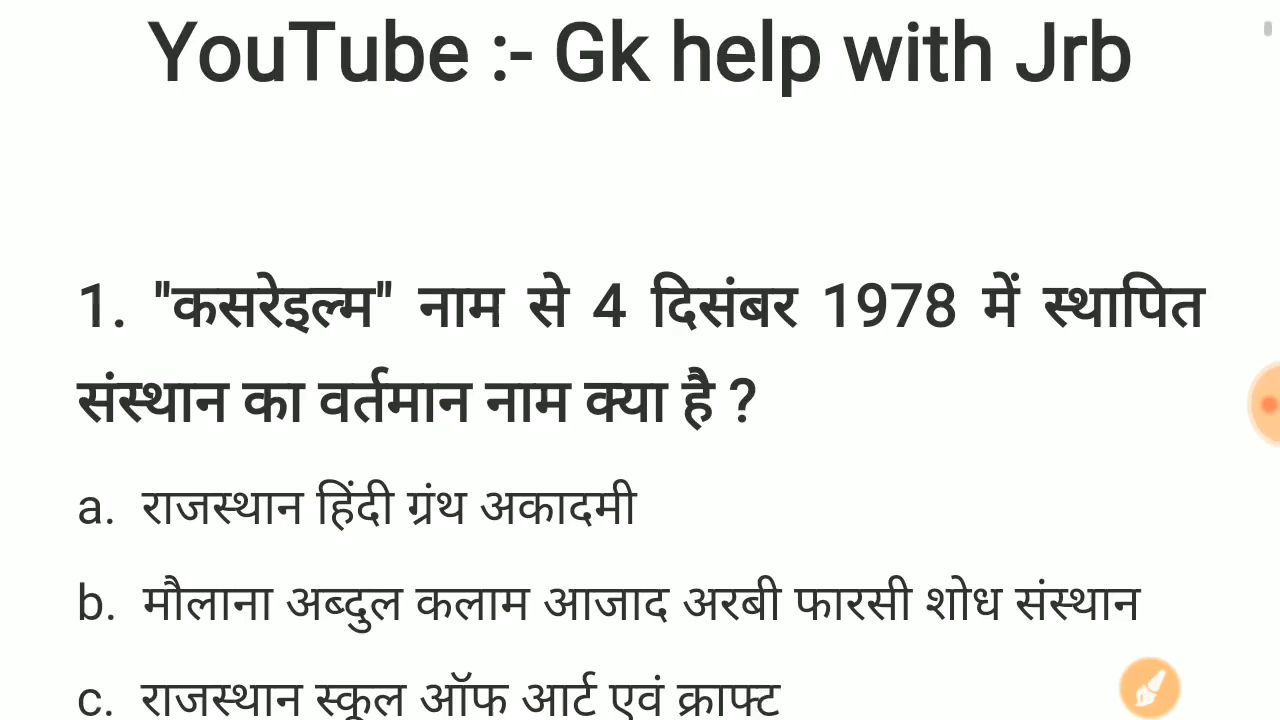 YouTube :- Gk help with Jrb
1. "कसरेइल्म" नाम से 4 दिसंबर 1978 में स्थापित
संस्थान का वर्तमान नाम क्या है ?
a. राजस्थान हिंदी ग्रंथ अकादमी
b. मौलाना अब्दुल कलाम आजाद अरबी फारसी शोध संस्थान
c. राजस्थान स्कूल ऑफ आर्ट एवं क्राफ्ट